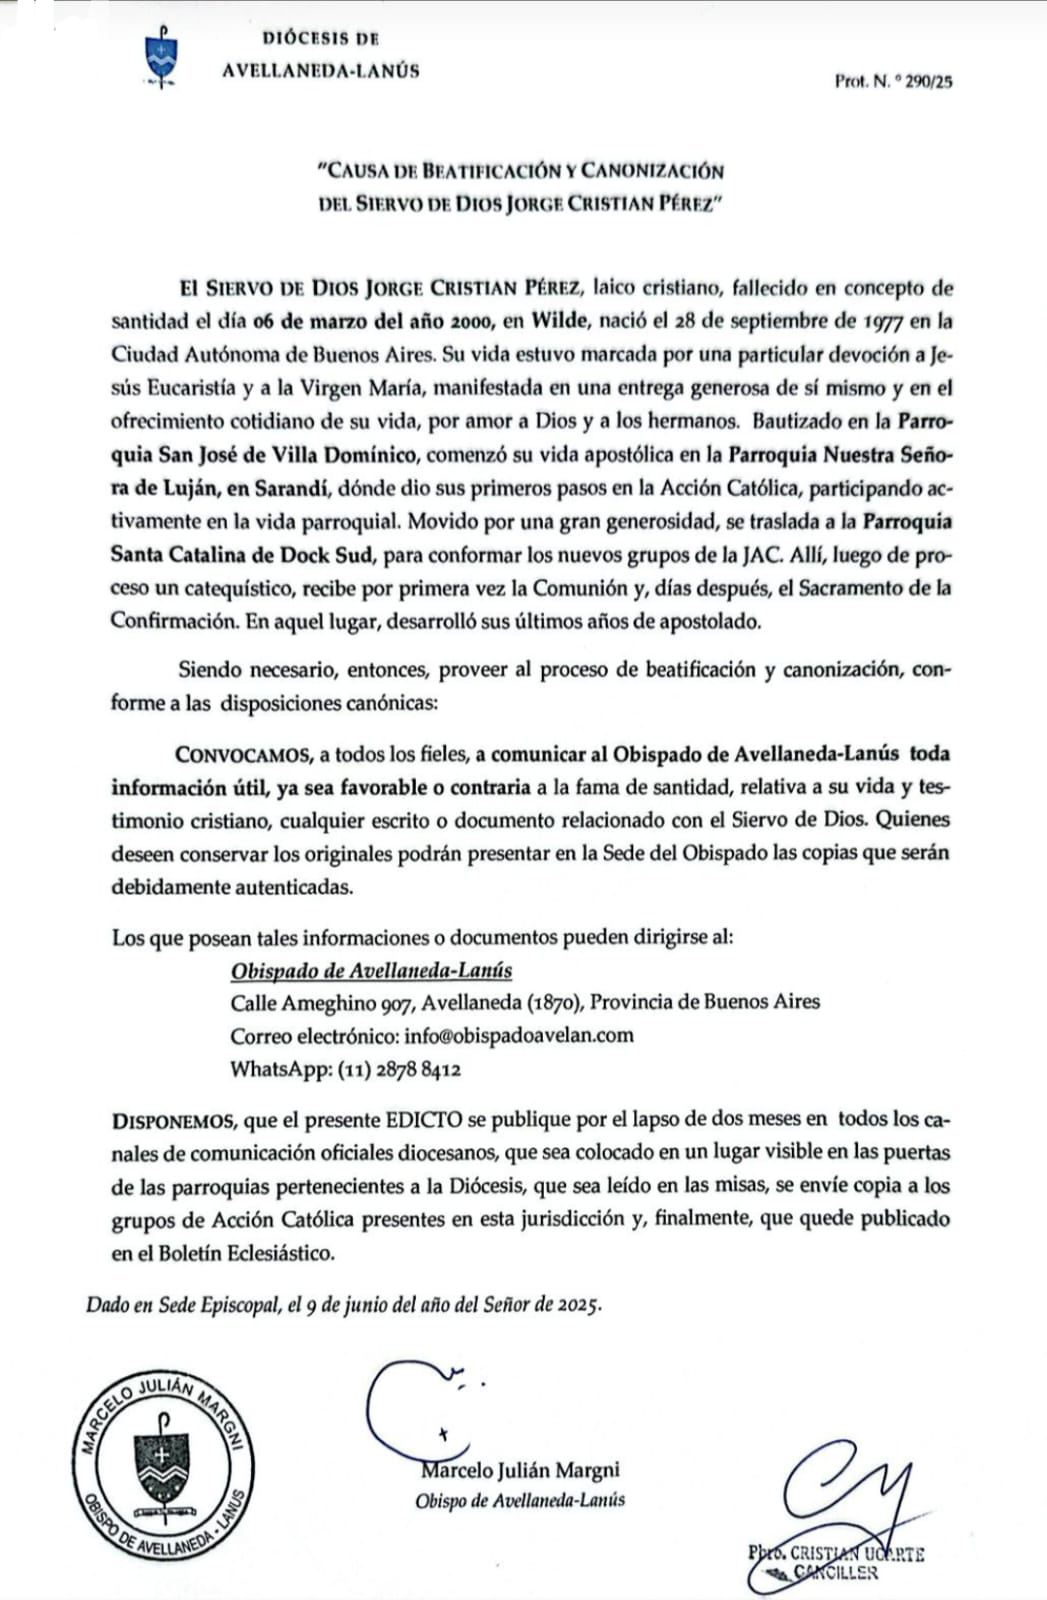 DIÓCESIS DE
AVELLANEDA-LANÚS
Prot. N. º 290/25
"CAUSA DE BEATIFICACIÓN Y CANONIZACIÓN
DEL SIERVO DE DIOS JORGE CRISTIAN PÉREZ"
El SIERVO DE DIOS JORGE CRISTIAN PÉREZ, laico cristiano, fallecido en concepto de
santidad el día 06 de marzo del año 2000, en Wilde, nació el 28 de septiembre de 1977 en la
Ciudad Autónoma de Buenos Aires. Su vida estuvo marcada por una particular devoción a Je-
sús Eucaristía y a la Virgen María, manifestada en una entrega generosa de sí mismo y en el
ofrecimiento cotidiano de su vida, por amor a Dios y a los hermanos. Bautizado en la Parro-
quia San José de Villa Domínico, comenzó su vida apostólica en la Parroquia Nuestra Seño-
ra de Luján, en Sarandí, dónde dio sus primeros pasos en la Acción Católica, participando ac-
tivamente en la vida parroquial. Movido por una gran generosidad, se traslada a la Parroquia
Santa Catalina de Dock Sud, para conformar los nuevos grupos de la JAC. Allí, luego de pro-
ceso un catequístico, recibe por primera vez la Comunión y, días después, el Sacramento de la
Confirmación. En aquel lugar, desarrolló sus últimos años de apostolado.
Siendo necesario, entonces, proveer al proceso de beatificación y canonización, con-
forme a las disposiciones canónicas:
CONVOCAMOS, a todos los fieles, a comunicar al Obispado de Avellaneda-Lanús toda
información útil, ya sea favorable o contraria a la fama de santidad, relativa a su vida y tes-
timonio cristiano, cualquier escrito o documento relacionado con el Siervo de Dios. Quienes
deseen conservar los originales podrán presentar en la Sede del Obispado las copias que serán
debidamente autenticadas.
Los que posean tales informaciones o documentos pueden dirigirse al:
Obispado de Avellaneda-Lanús
Calle Ameghino 907, Avellaneda (1870), Provincia de Buenos Aires
Correo electrónico: info@obispadoavelan.com
WhatsApp: (11) 2878 8412
DISPONEMOS, que el presente EDICTO se publique por el lapso de dos meses en todos los ca-
nales de comunicación oficiales diocesanos, que sea colocado en un lugar visible en las puertas
de las parroquias pertenecientes a la Diócesis, que sea leído en las misas, se envíe copia a los
grupos de Acción Católica presentes en esta jurisdicción y, finalmente, que quede publicado
en el Boletín Eclesiástico.
Dado en Sede Episcopal, el 9 de junio del año del Señor de 2025.
MARCELO JULIÁN MARGNI
OBISPO DE AVELLANEDA - LANÚS
Marcelo Julián Margni
Obispo de Avellaneda-Lanús
Pbro. CRISTIAN UGARTE
CANCILLER